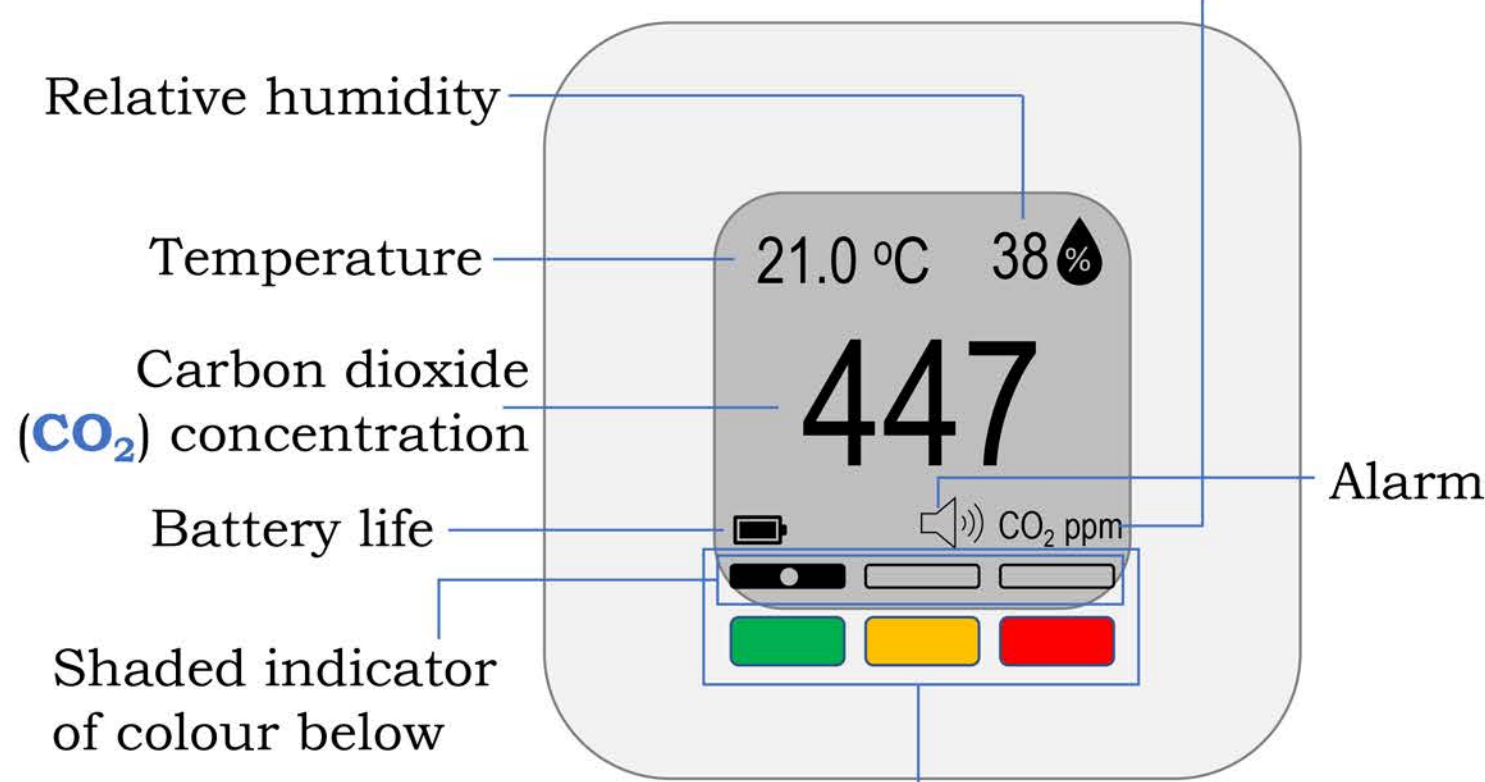 Relative humidity
Temperature
21.0 ºC
38 %
Carbon dioxide
(CO₂) concentration
447
Alarm
Battery life
CO₂ ppm
Shaded indicator
of colour below